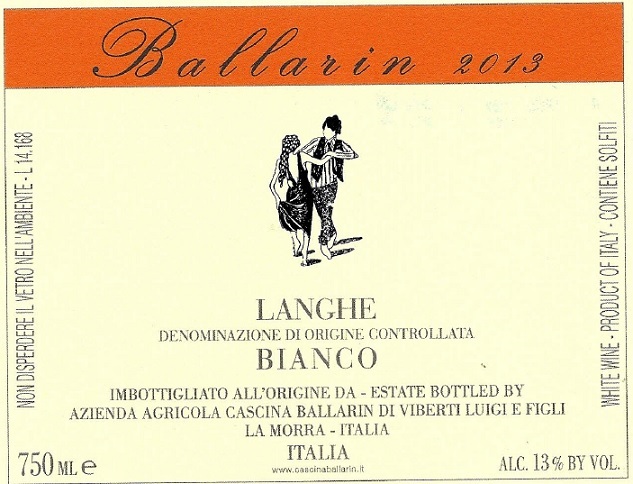 Ballarin 2013
NON DISPERDERE IL VETRO NELL'AMBIENTE - L 14.168
LANGHE
DENOMINAZIONE DI ORIGINE CONTROLLATA
BIANCO
IMBOTTIGLIATO ALL'ORIGINE DA - ESTATE BOTTLED BY
AZIENDA AGRICOLA CASCINA BALLARIN DI VIBERTI LUIGI E FIGLI
LA MORRA - ITALIA
ITALIA
www.cascinaballarin.it
750 ML e
ALC. 13% BY VOL.
WHITE WINE - PRODUCT OF ITALY - CONTIENE SOLFITI